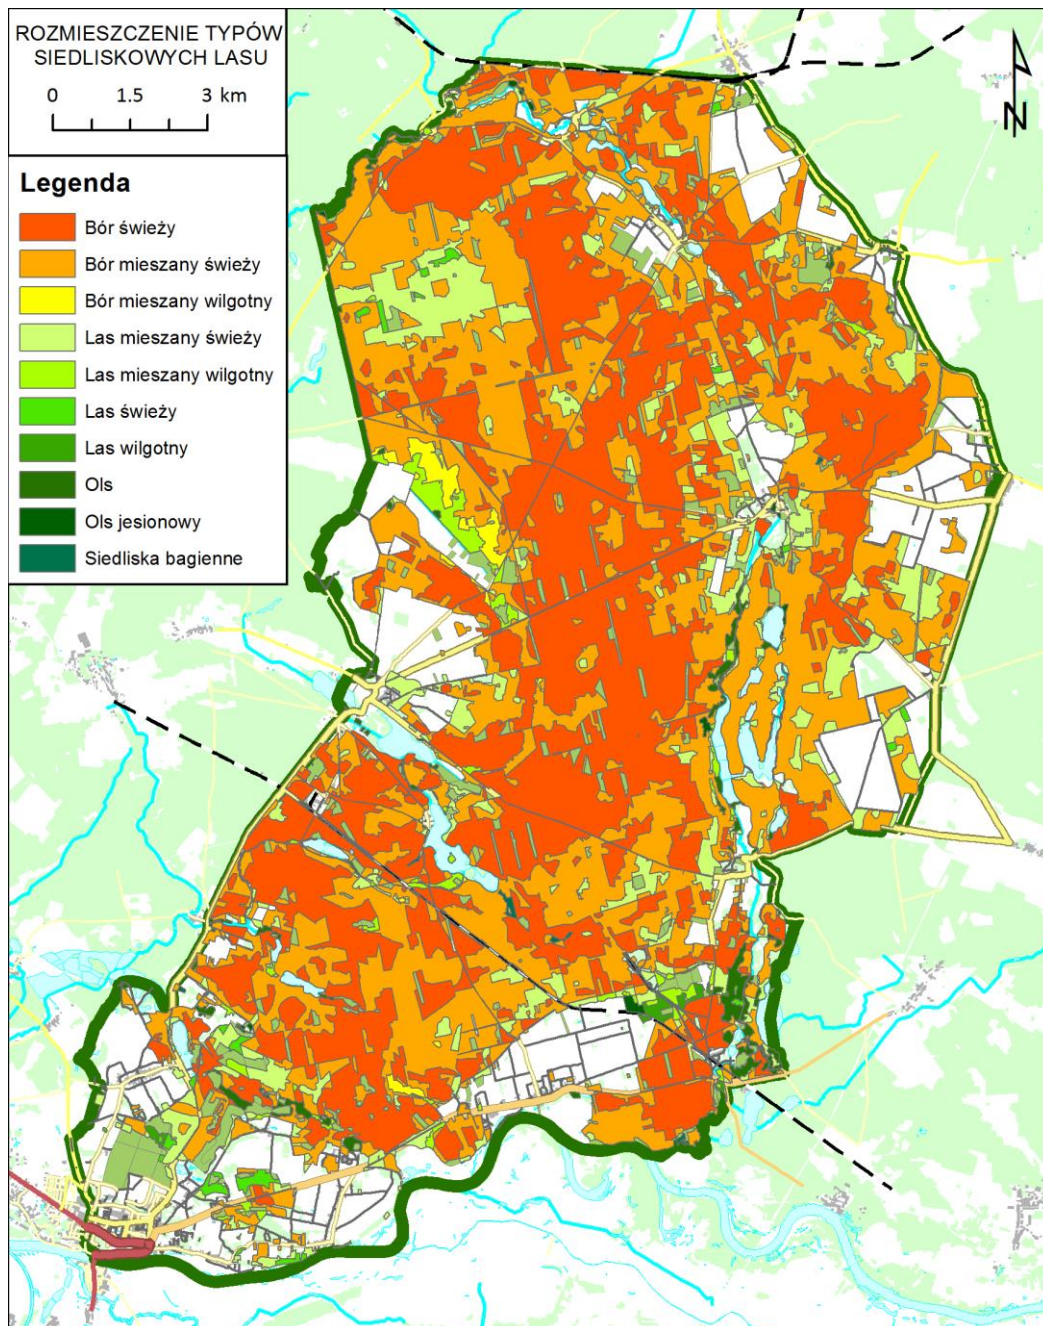 ROZMIESZCZENIE TYPÓW
SIEDLISKOWYCH LASU
0 1.5 3 km
Legenda
Bór świeży
Bór mieszany świeży
Bór mieszany wilgotny
Las mieszany świeży
Las mieszany wilgotny
Las świeży
Las wilgotny
Ols
Ols jesionowy
Siedliska bagienne
N